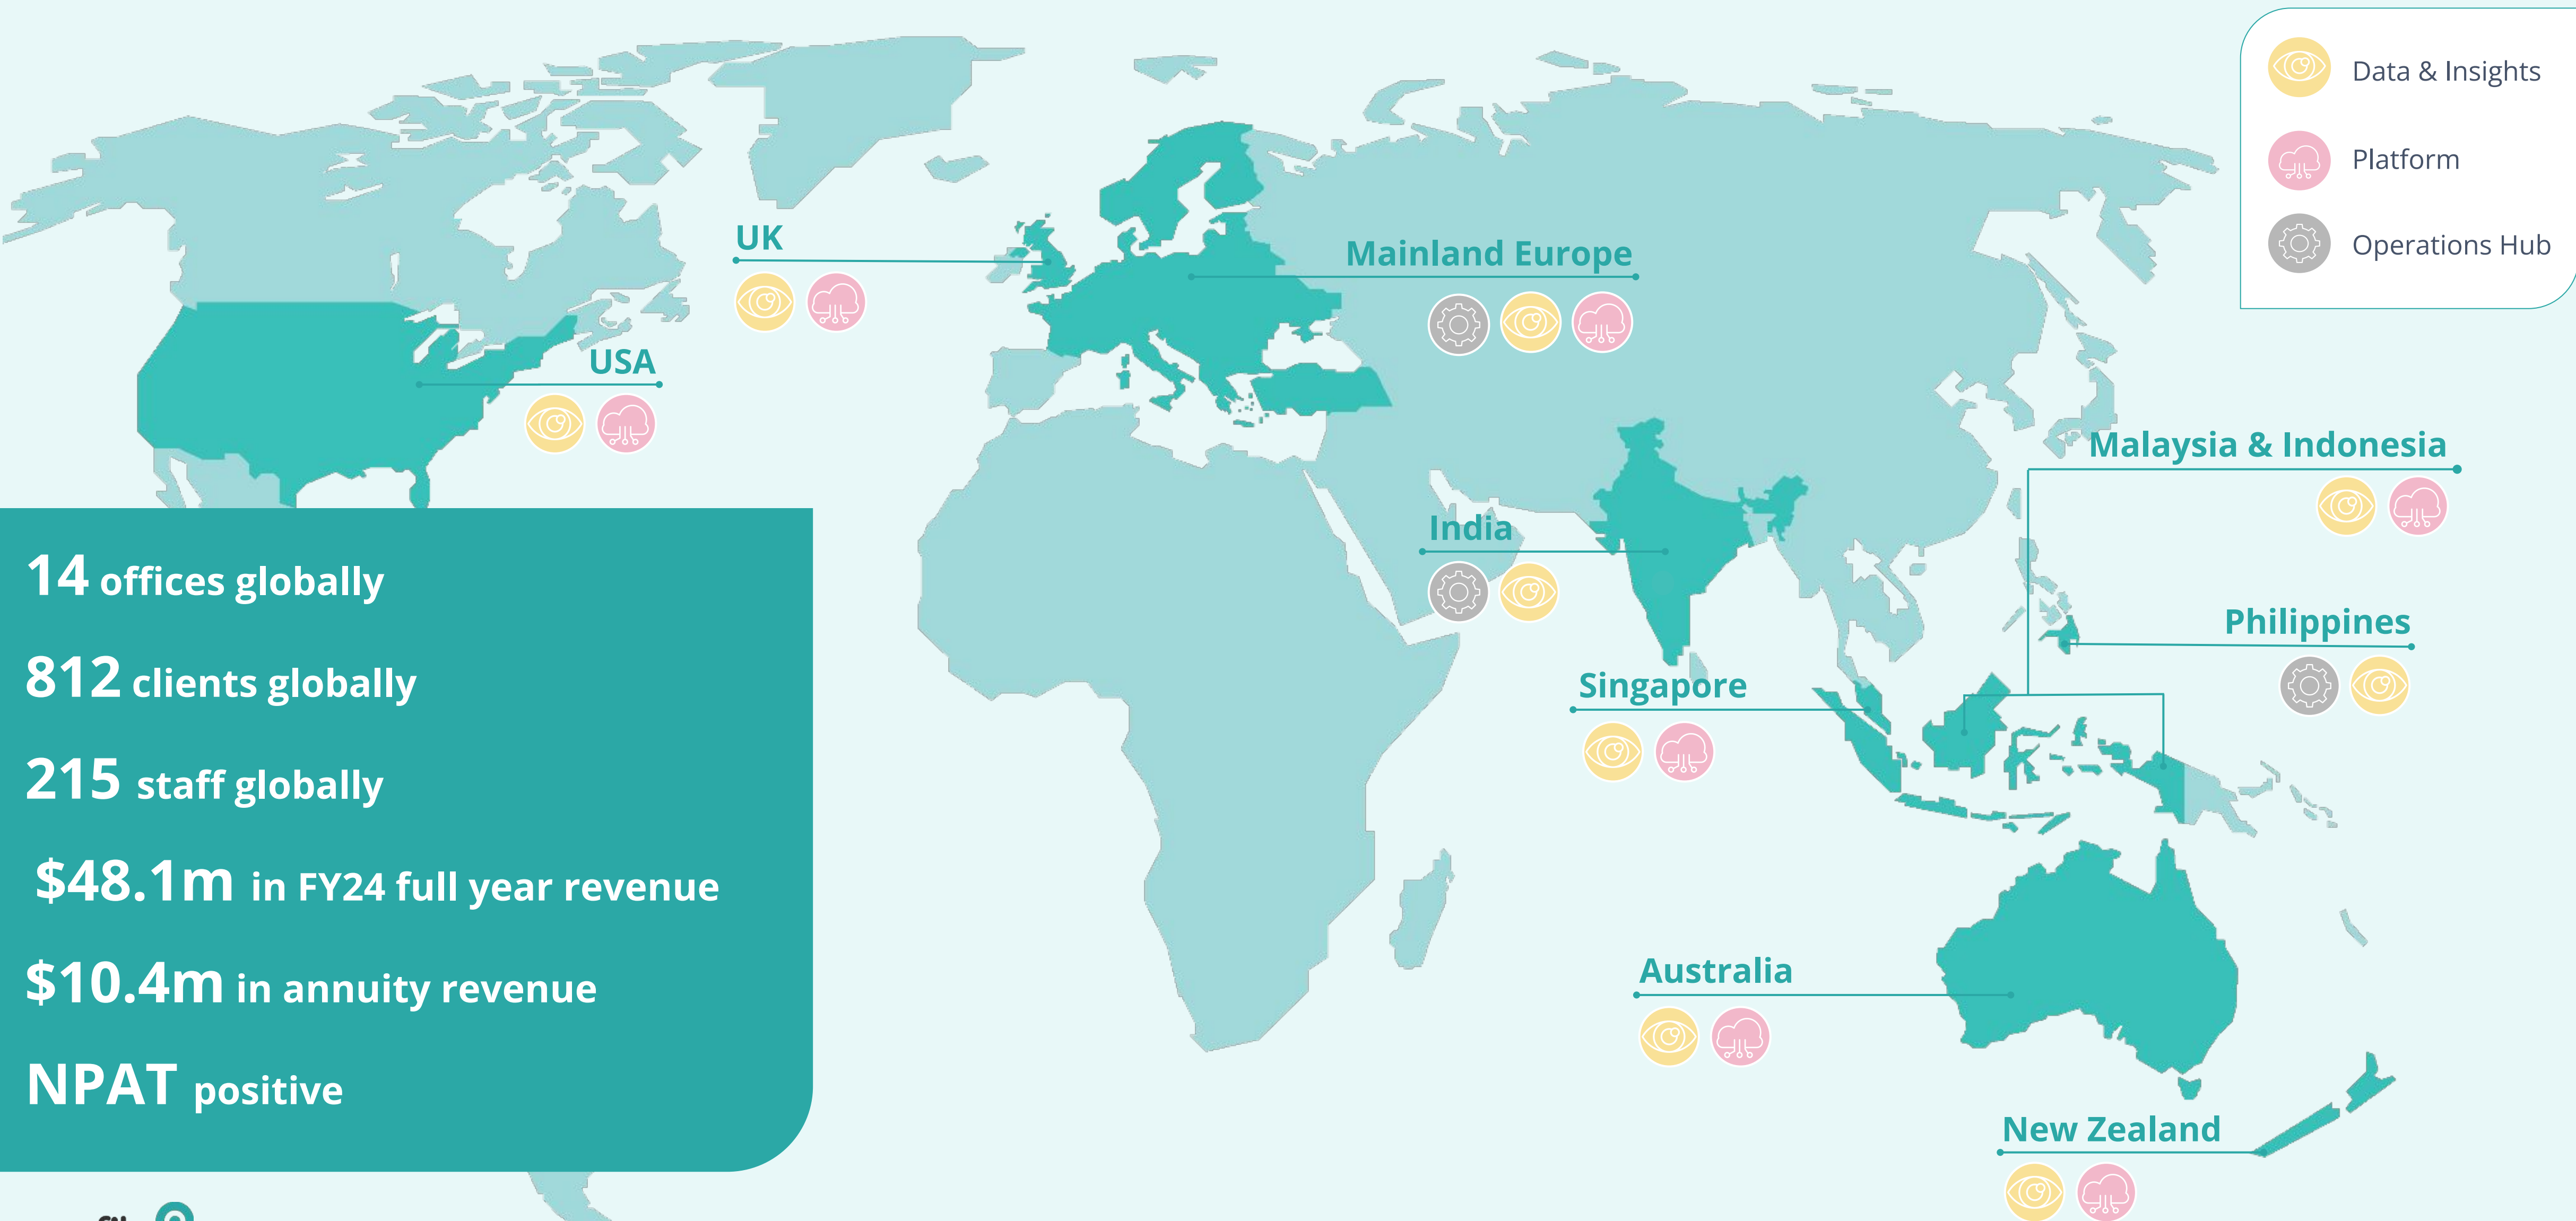 Data & Insights
Platform
Operations Hub
UK
Mainland Europe
USA
Malaysia & Indonesia
India
Philippines
Singapore
Australia
New Zealand
14 offices globally
812 clients globally
215 staff globally
$48.1m in FY24 full year revenue
$10.4m in annuity revenue
NPAT positive